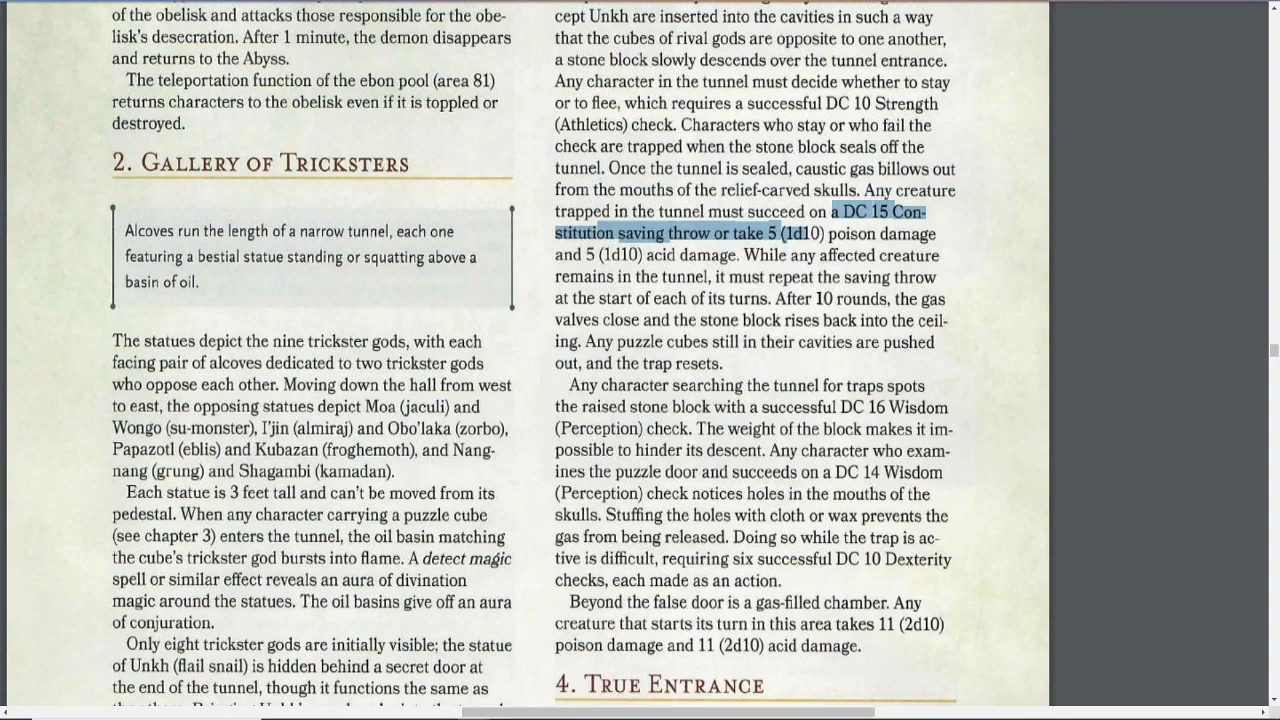 of the obelisk and attacks those responsible for the obe-
lisk's desecration. After 1 minute, the demon disappears
and returns to the Abyss.
The teleportation function of the ebon pool (area 81)
returns characters to the obelisk even if it is toppled or
destroyed.
2. Gallery of Tricksters
Alcoves run the length of a narrow tunnel, each one
featuring a bestial statue standing or squatting above a
basin of oil.
The statues depict the nine trickster gods, with each
facing pair of alcoves dedicated to two trickster gods
who oppose each other. Moving down the hall from west
to east, the opposing statues depict Moa (jaculi) and
Wongo (su-monster), I'jin (almiraj) and Obo'laka (zorbo),
Papazotl (eblis) and Kubazan (froghemoth), and Nang-
nang (grung) and Shagambi (kamadan).
Each statue is 3 feet tall and can't be moved from its
pedestal. When any character carrying a puzzle cube
(see chapter 3) enters the tunnel, the oil basin matching
the cube's trickster god bursts into flame. A detect magic
spell or similar effect reveals an aura of divination
magic around the statues. The oil basins give off an aura
of conjuration.
Only eight trickster gods are initially visible; the statue
of Unkh (flail snail) is hidden behind a secret door at
the end of the tunnel, though it functions the same as
cept Unkh are inserted into the cavities in such a way
that the cubes of rival gods are opposite to one another,
a stone block slowly descends over the tunnel entrance.
Any character in the tunnel must decide whether to stay
or to flee, which requires a successful DC 10 Strength
(Athletics) check. Characters who stay or who fail the
check are trapped when the stone block seals off the
tunnel. Once the tunnel is sealed, caustic gas billows out
from the mouths of the relief-carved skulls. Any creature
trapped in the tunnel must succeed on a DC 15 Con-
stitution saving throw or take 5 (1d10) poison damage
and 5 (1d10) acid damage. While any affected creature
remains in the tunnel, it must repeat the saving throw
at the start of each of its turns. After 10 rounds, the gas
valves close and the stone block rises back into the ceil-
ing. Any puzzle cubes still in their cavities are pushed
out, and the trap resets.
Any character searching the tunnel for traps spots
the raised stone block with a successful DC 16 Wisdom
(Perception) check. The weight of the block makes it im-
possible to hinder its descent. Any character who exam-
ines the puzzle door and succeeds on a DC 14 Wisdom
(Perception) check notices holes in the mouths of the
skulls. Stuffing the holes with cloth or wax prevents the
gas from being released. Doing so while the trap is ac-
tive is difficult, requiring six successful DC 10 Dexterity
checks, each made as an action.
Beyond the false door is a gas-filled chamber. Any
creature that starts its turn in this area takes 11 (2d10)
poison damage and 11 (2d10) acid damage.
4. True Entrance